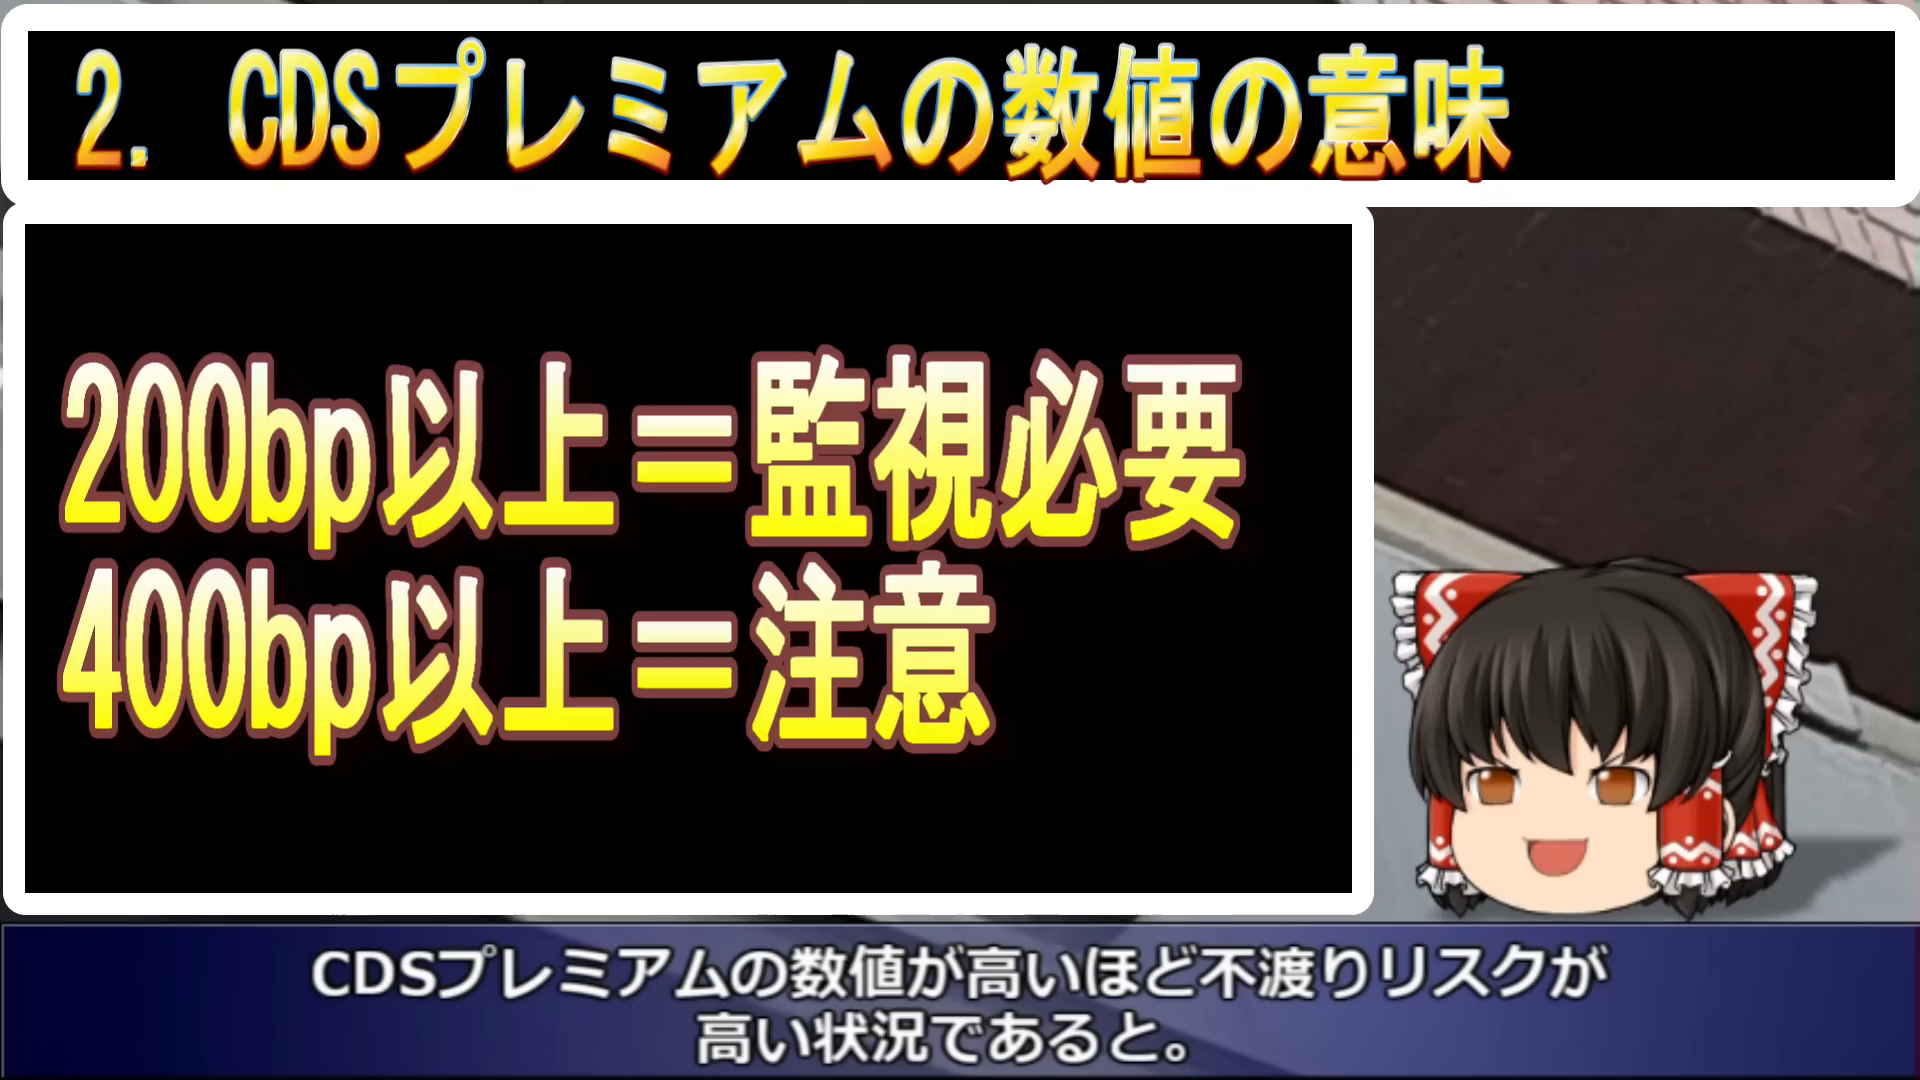 2. CDSプレミアムの数値の意味
200bp以上＝監視必要
400bp以上＝注意
CDSプレミアムの数値が高いほど不渡りリスクが
高い状況であると。